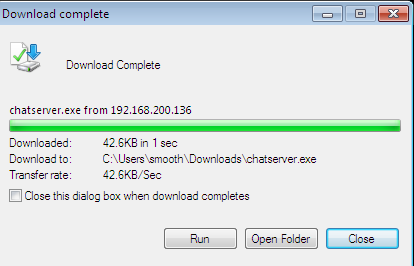 Download complete
Download Complete
chatserver.exe from 192.168.200.136
Downloaded: 42.6KB in 1 sec
Download to: C:\Users\smooth\Downloads\chatserver.exe
Transfer rate: 42.6KB/Sec
Close this dialog box when download completes
Run Open Folder Close